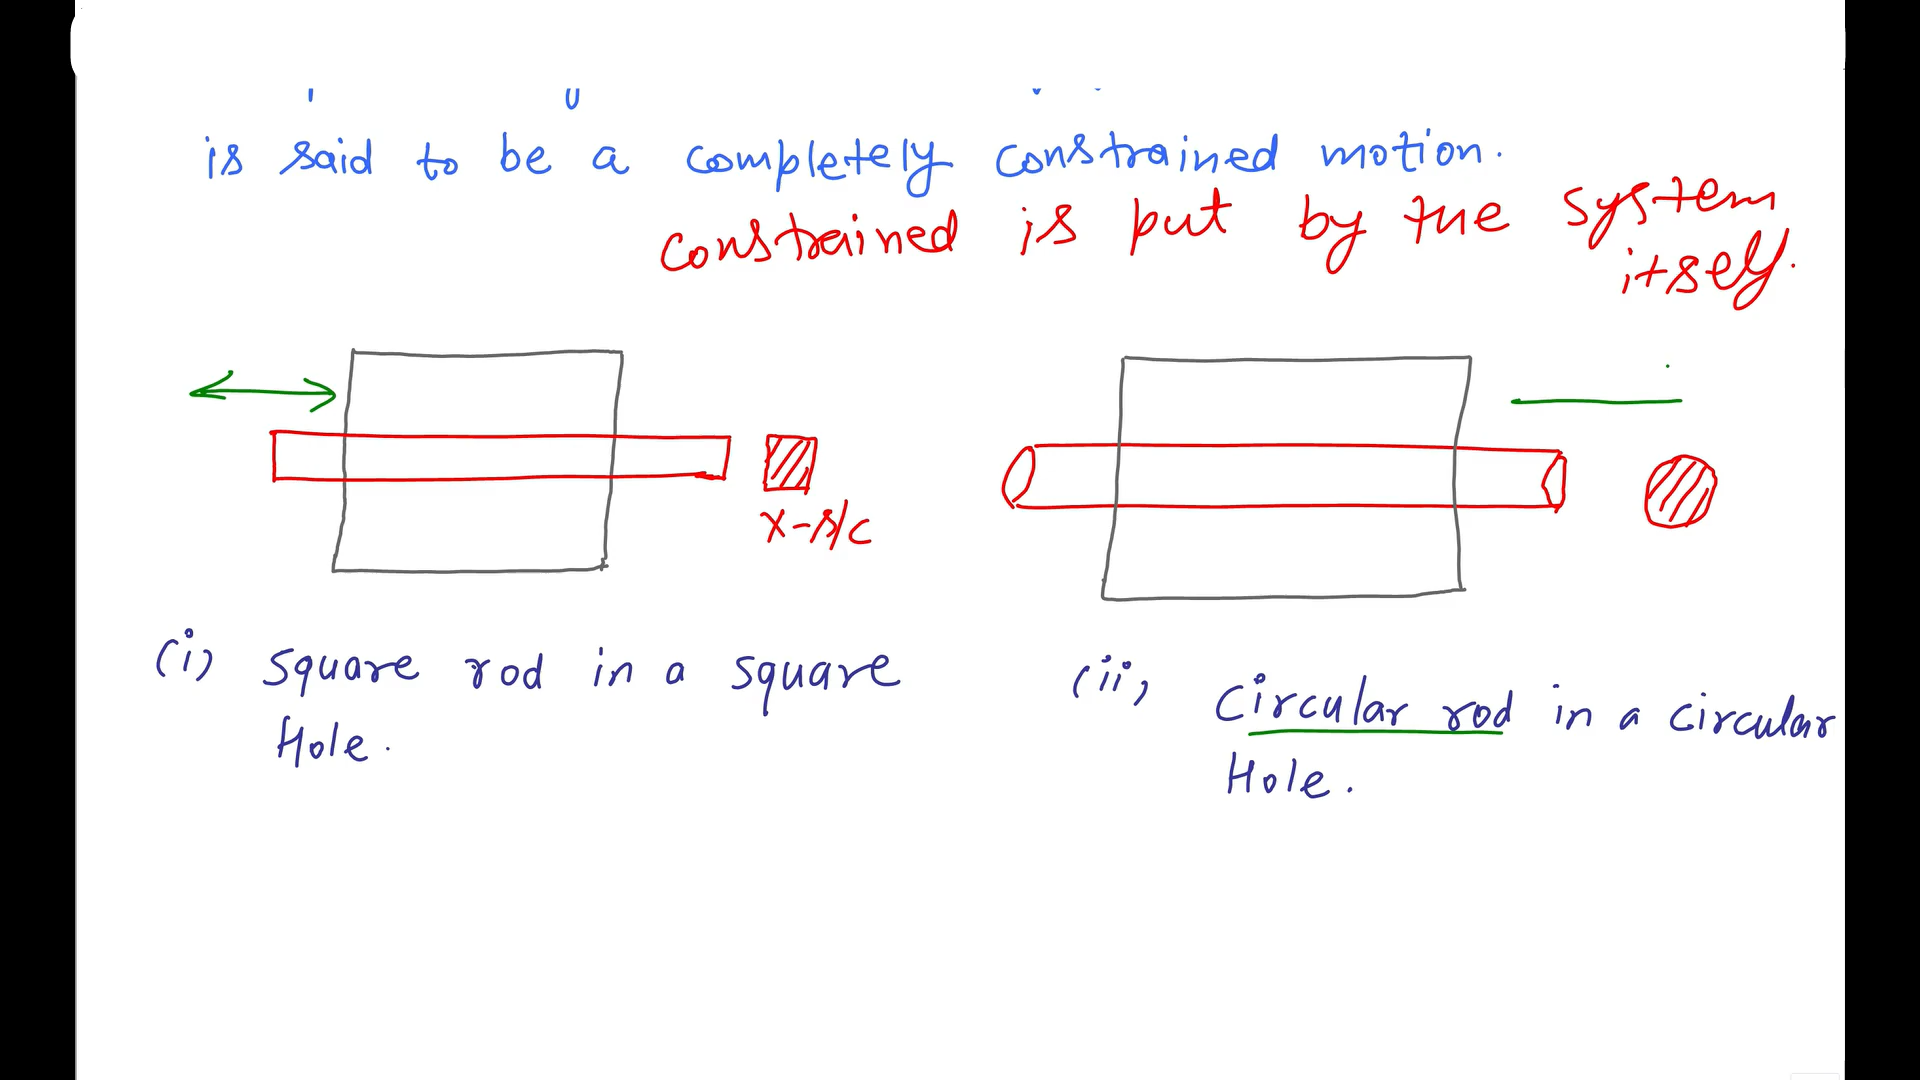 is said to be a completely constrained motion.
constrained is put by the system
itself.
x-s/c
(i) Square rod in a square
Hole.
(ii) Circular rod in a circular
Hole.